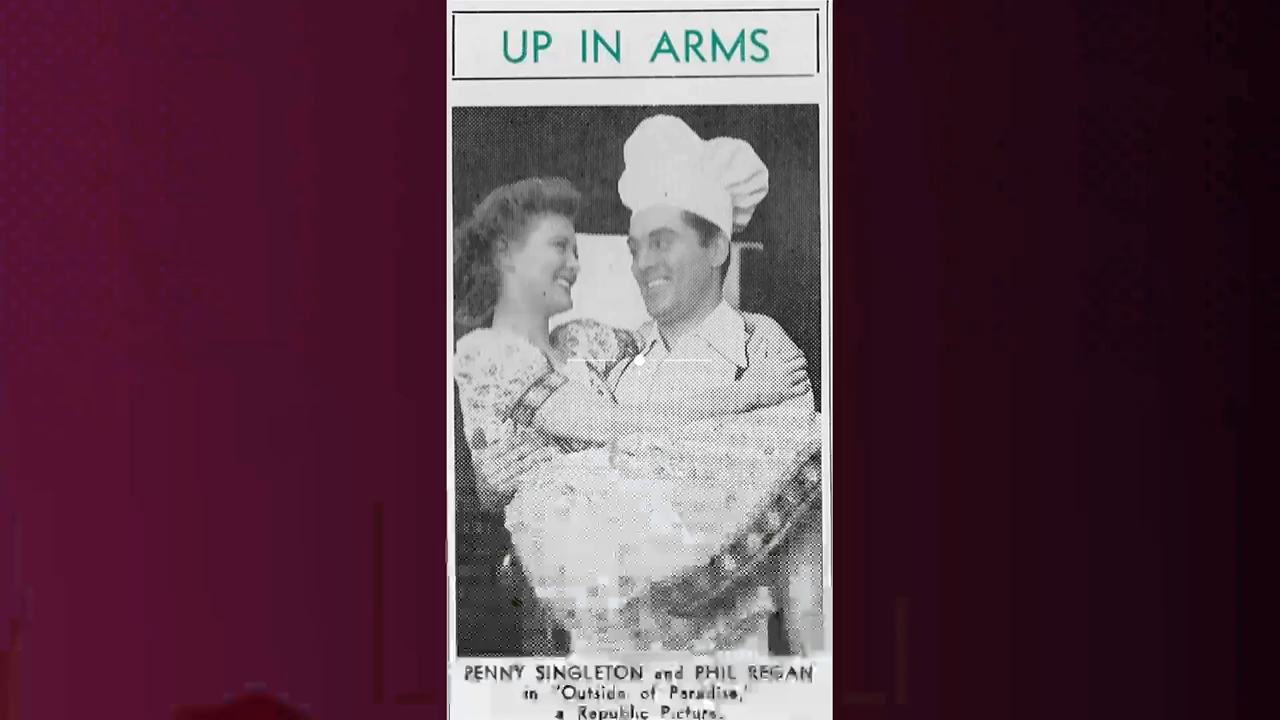 UP IN ARMS
PENNY SINGLETON and PHIL REGAN
in 'Outside of Paradise,'
a Republic Picture.